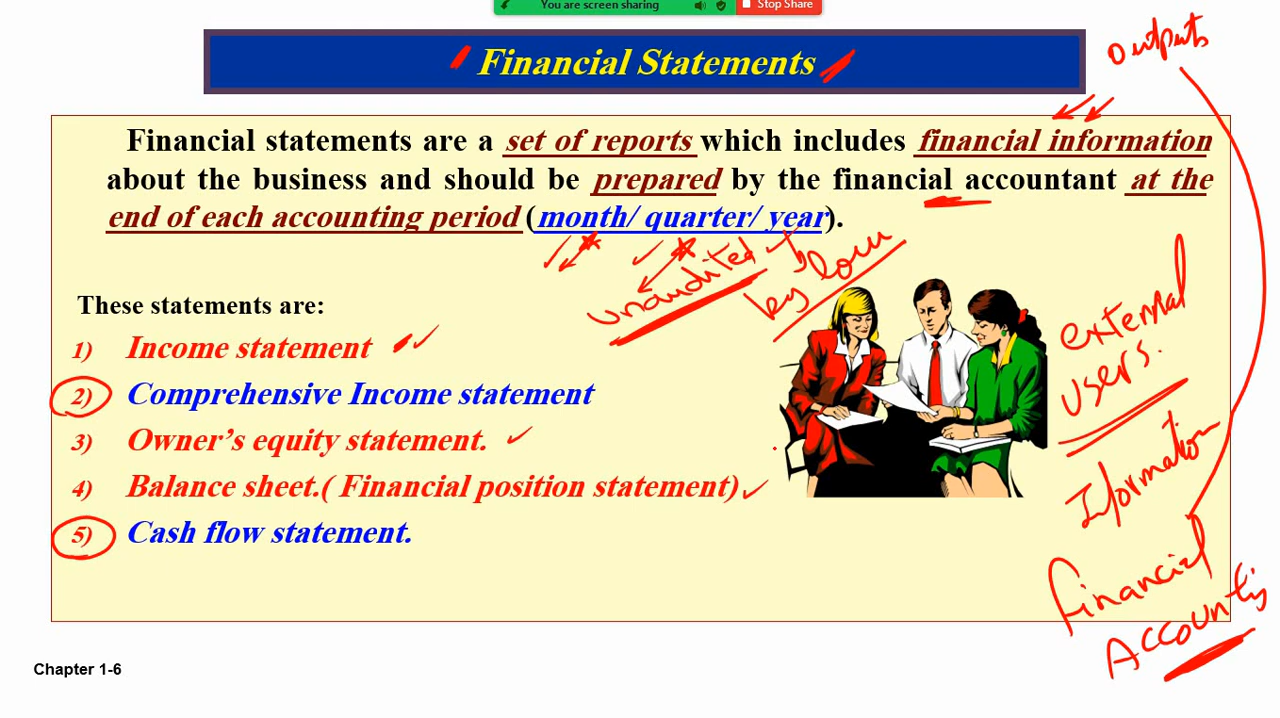 You are screen sharing
Stop Share
Financial Statements
outputs
Financial statements are a set of reports which includes financial information
about the business and should be prepared by the financial accountant at the
end of each accounting period (month/ quarter/ year).
unaudited
by
These statements are:
1) Income statement
2) Comprehensive Income statement
3) Owner's equity statement.
4) Balance sheet.( Financial position statement)
5) Cash flow statement.
external
users.
Information
Financial
Accounting
Chapter 1-6